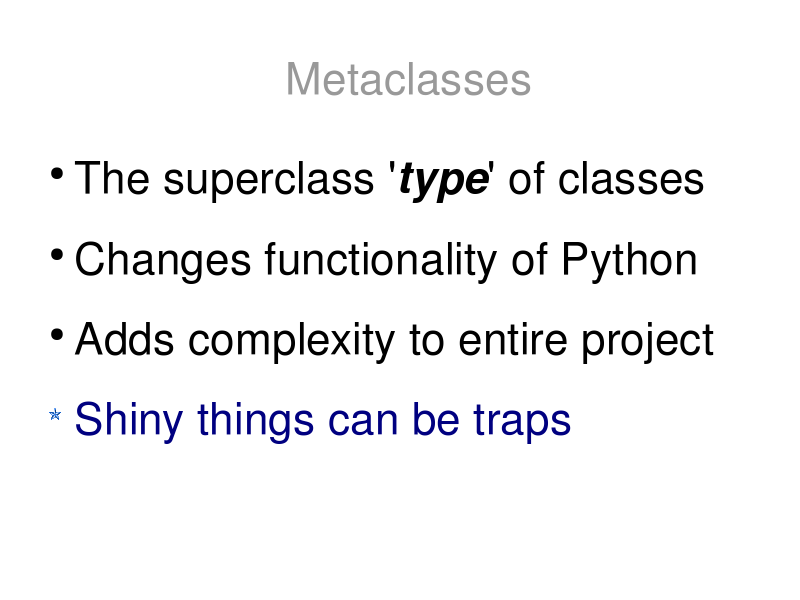 Metaclasses
• The superclass 'type' of classes
• Changes functionality of Python
• Adds complexity to entire project
* Shiny things can be traps